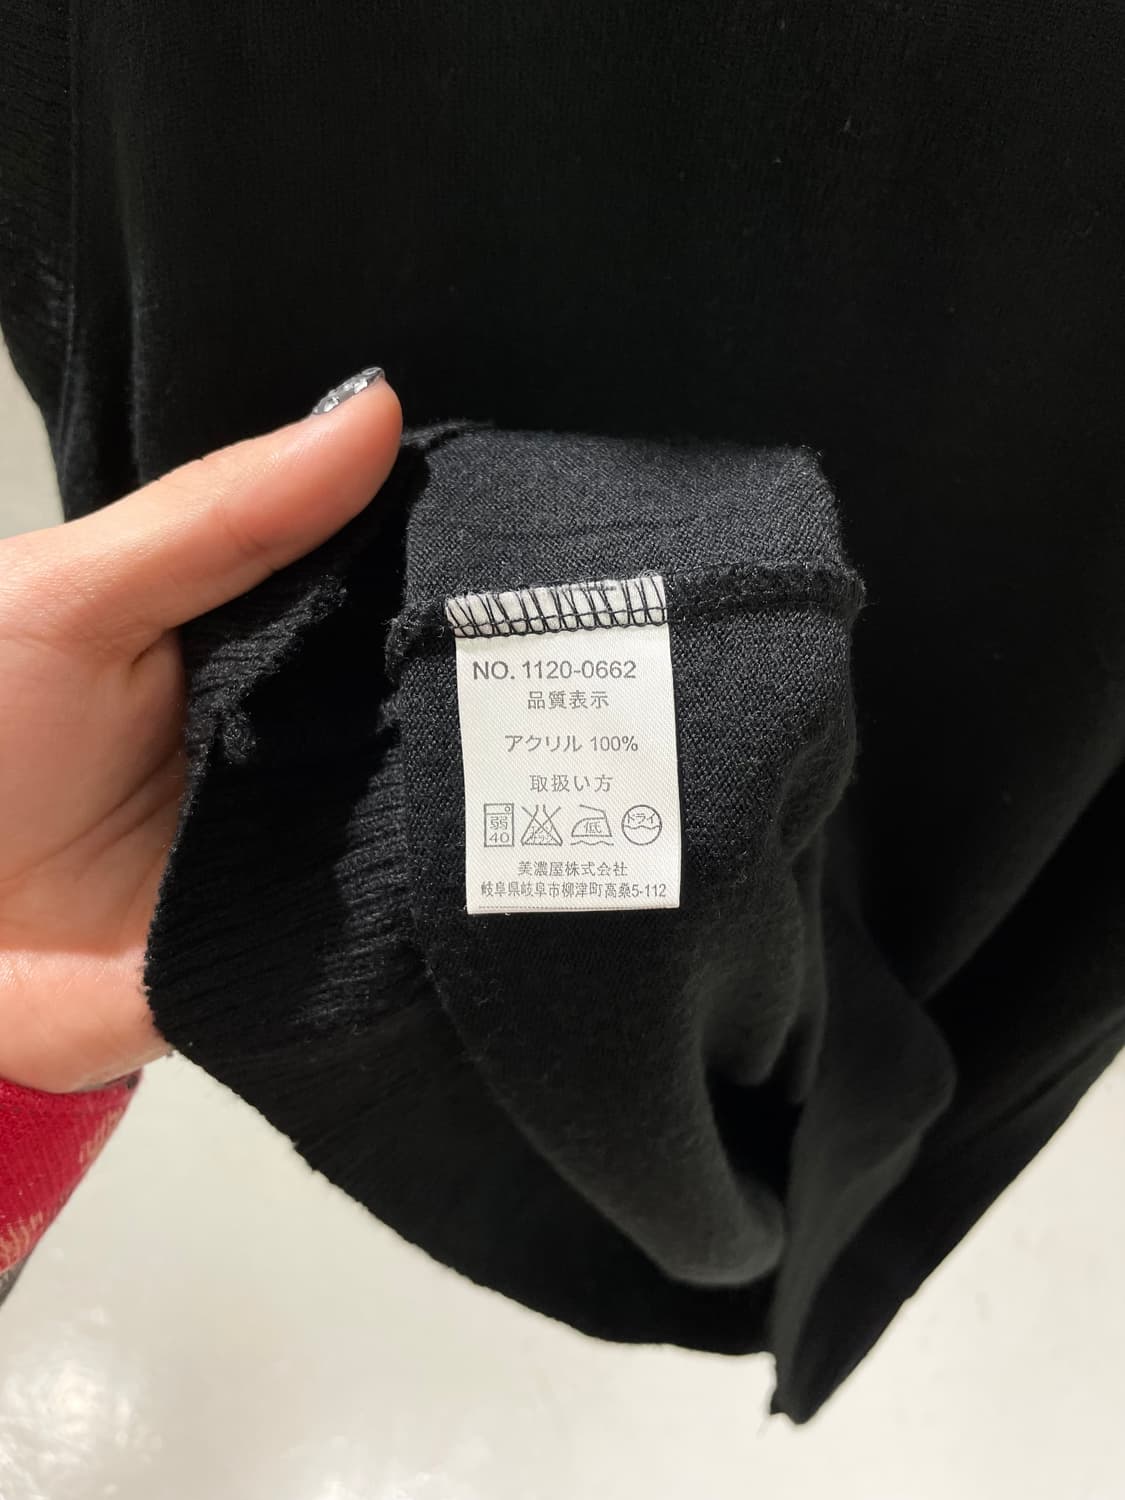 NO. 1120-0662
品質表示
アクリル 100%
取扱い方
弱 40 低 ドライ
美濃屋株式会社
岐阜県岐阜市柳津町高桑5-112